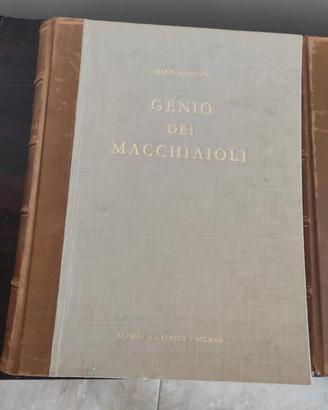 MARIO BORGIOTTI
GENIO
DEI
MACCHIAIOLI
ALFIERI & LACROIX - MILANO